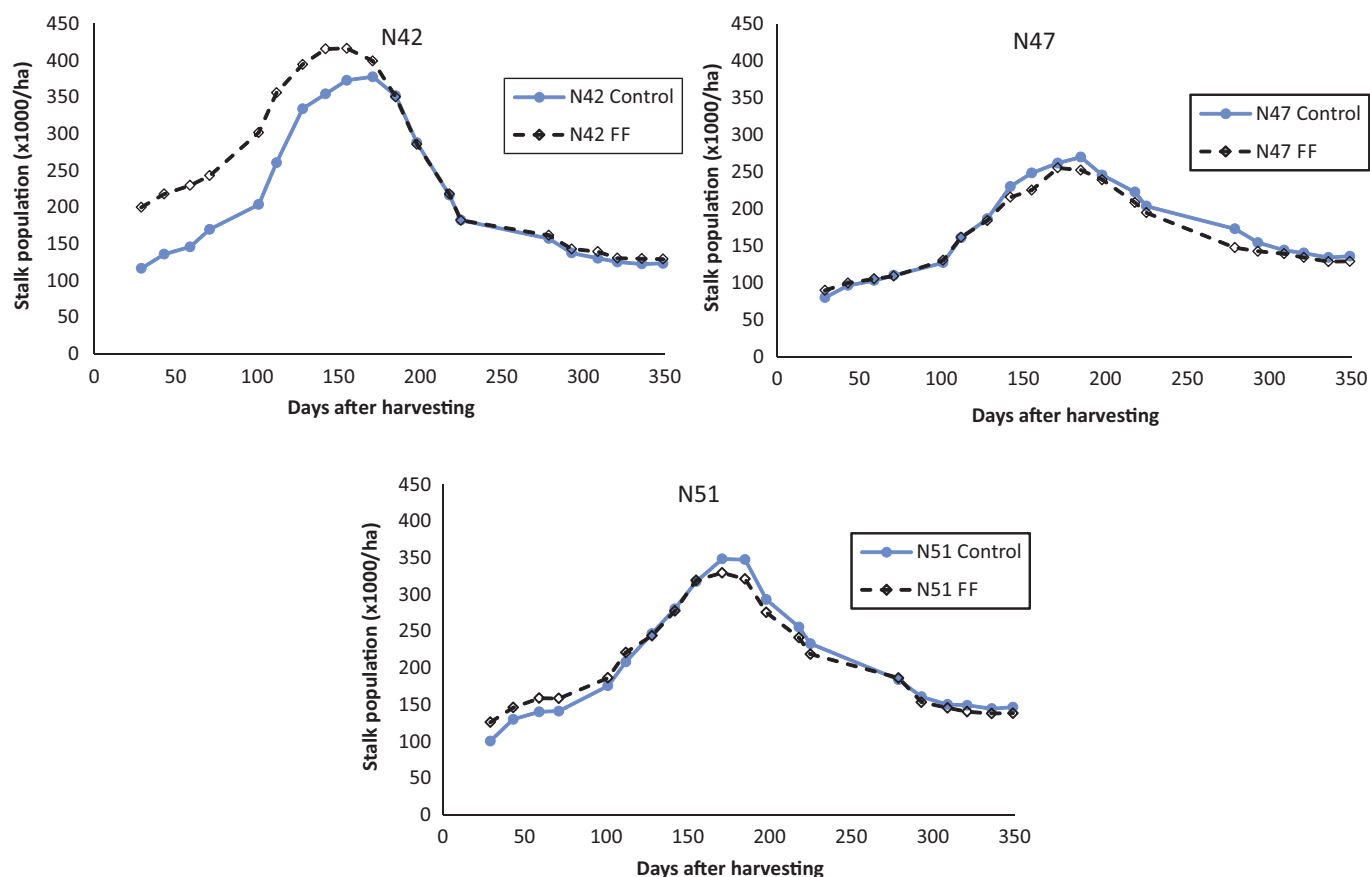 N42
Stalk population (x1000/ha)
450
400
350
300
250
200
150
100
50
0
N42 Control
N42 FF
0 50 100 150 200 250 300 350
Days after harvesting
N47
Stalk population (x1000/ha)
450
400
350
300
250
200
150
100
50
0
N47 Control
N47 FF
0 50 100 150 200 250 300 350
Days after harvesting
N51
Stalk population (x1000/ha)
450
400
350
300
250
200
150
100
50
0
N51 Control
N51 FF
0 50 100 150 200 250 300 350
Days after harvesting